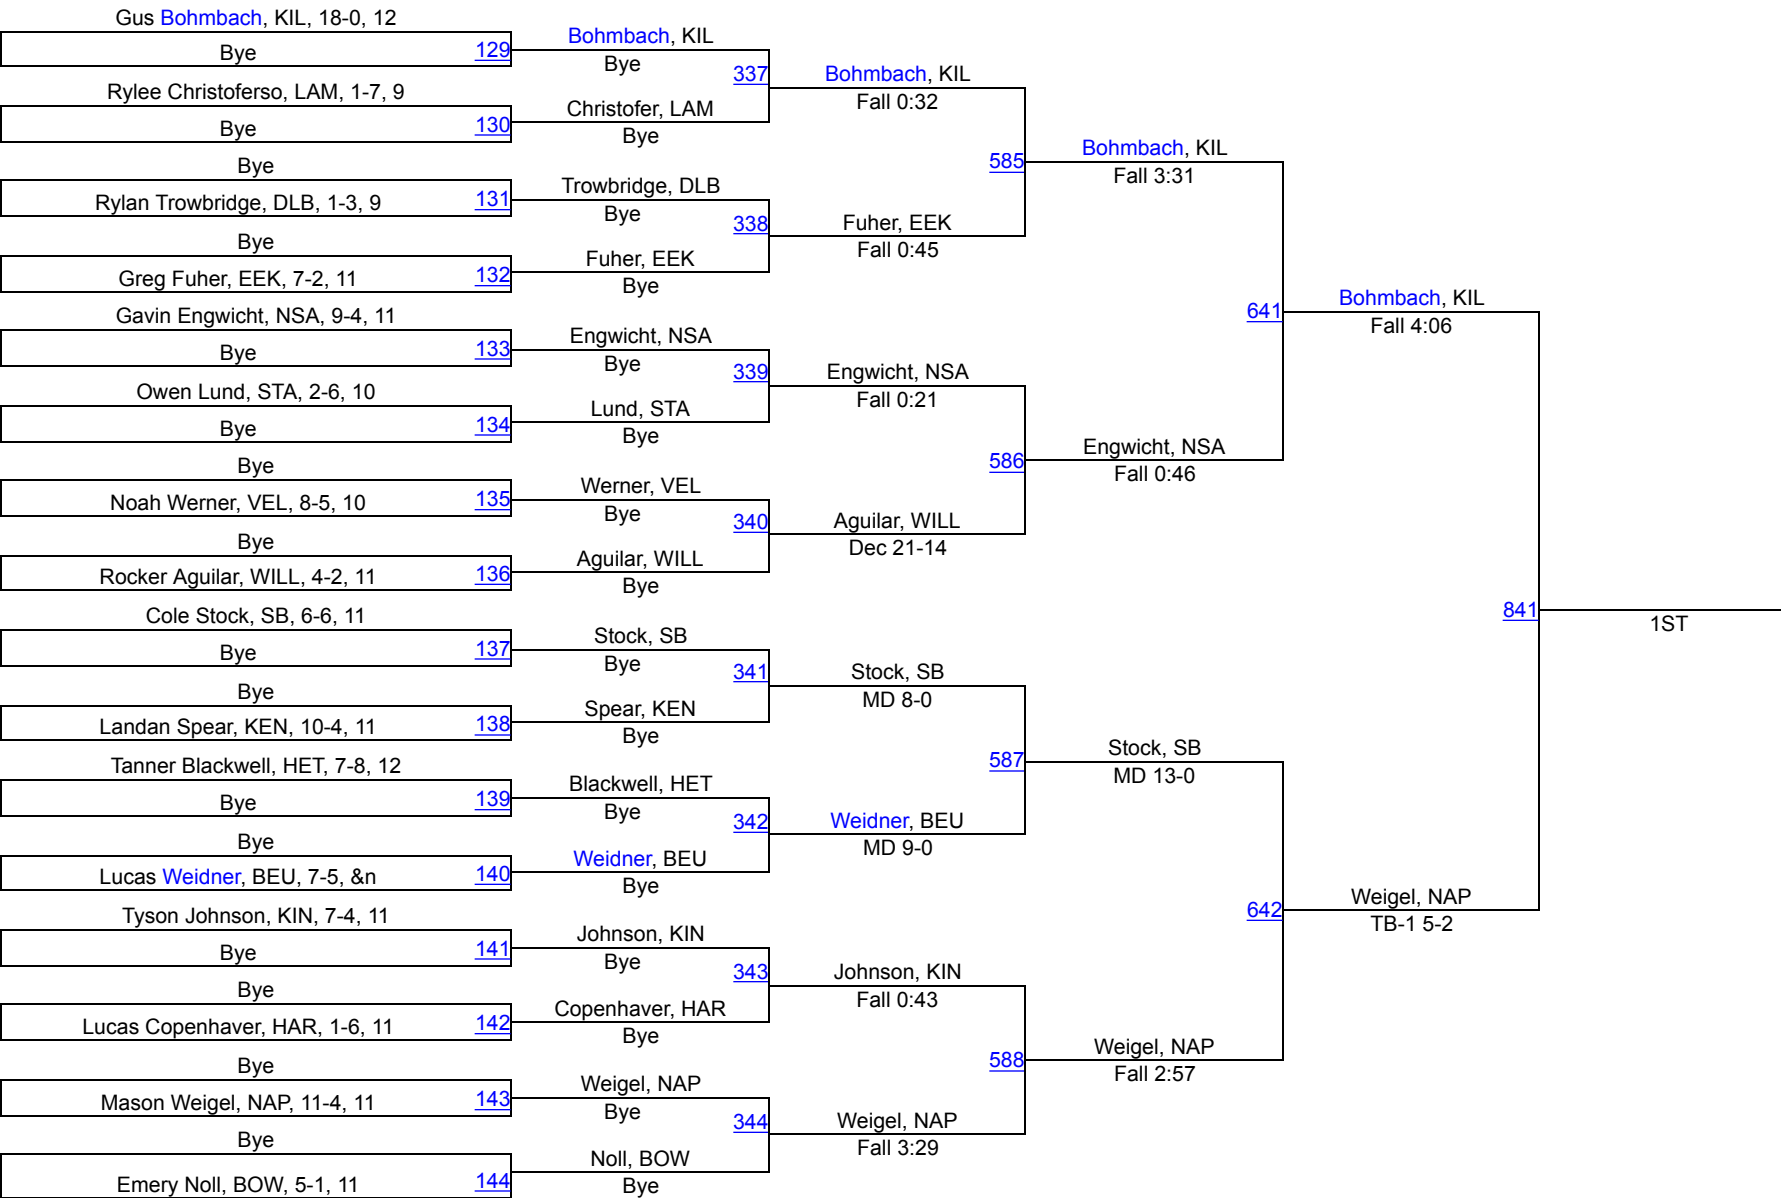 Gus Bohmbach, KIL, 18-0, 12
Bye
129
Rylee Christoferso, LAM, 1-7, 9
Bye
130
Bye
Rylan Trowbridge, DLB, 1-3, 9
131
Bye
Greg Fuher, EEK, 7-2, 11
132
Gavin Engwicht, NSA, 9-4, 11
Bye
133
Owen Lund, STA, 2-6, 10
Bye
134
Bye
Noah Werner, VEL, 8-5, 10
135
Bye
Rocker Aguilar, WILL, 4-2, 11
136
Cole Stock, SB, 6-6, 11
Bye
137
Bye
Landan Spear, KEN, 10-4, 11
138
Tanner Blackwell, HET, 7-8, 12
Bye
139
Bye
Lucas Weidner, BEU, 7-5, &n
140
Tyson Johnson, KIN, 7-4, 11
Bye
141
Bye
Lucas Copenhaver, HAR, 1-6, 11
142
Bye
Mason Weigel, NAP, 11-4, 11
143
Bye
Emery Noll, BOW, 5-1, 11
144
Bohmbach, KIL
Bye
337
Christofer, LAM
Bye
Trowbridge, DLB
Bye
338
Fuher, EEK
Bye
Engwicht, NSA
Bye
339
Lund, STA
Bye
Werner, VEL
Bye
340
Aguilar, WILL
Bye
Stock, SB
Bye
341
Spear, KEN
Bye
Blackwell, HET
Bye
342
Weidner, BEU
Bye
Johnson, KIN
Bye
343
Copenhaver, HAR
Bye
Weigel, NAP
Bye
344
Noll, BOW
Bye
Bohmbach, KIL
Fall 0:32
585
Fuher, EEK
Fall 0:45
Engwicht, NSA
Fall 0:21
586
Aguilar, WILL
Dec 21-14
Stock, SB
MD 8-0
587
Weidner, BEU
MD 9-0
Johnson, KIN
Fall 0:43
588
Weigel, NAP
Fall 3:29
Bohmbach, KIL
Fall 3:31
641
Engwicht, NSA
Fall 0:46
Stock, SB
MD 13-0
642
Weigel, NAP
Fall 2:57
Bohmbach, KIL
Fall 4:06
841
Weigel, NAP
TB-1 5-2
1ST